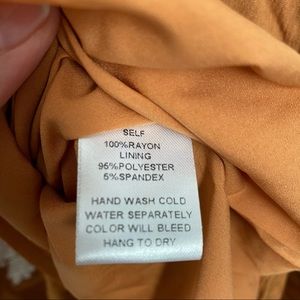 SELF
100%RAYON
LINING
95%POLYESTER
5%SPANDEX
HAND WASH COLD
WATER SEPARATELY
COLOR WILL BLEED
HANG TO DRY